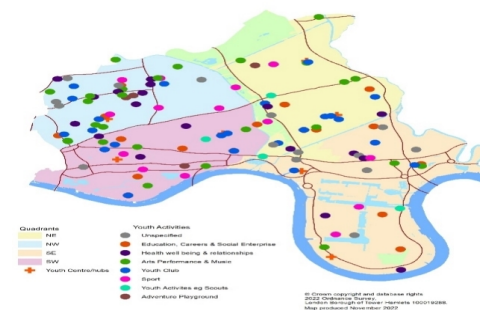 Quadrants
NE
NW
SE
SW
Youth Centre/hubs
Youth Activities
Unspecified
Education, Careers & Social Enterprise
Health well being & relationships
Arts Performance & Music
Youth Club
Sport
Youth Activites eg Scouts
Adventure Playground
© Crown copyright and database rights
2022 Ordnance Survey,
London Borough of Tower Hamlets 100019288.
Map produced November 2022